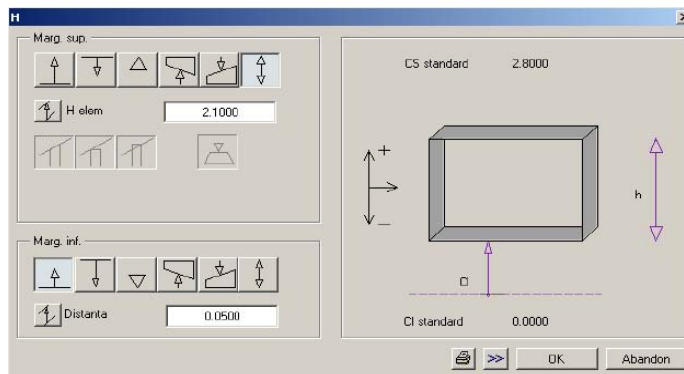 H
Marg. sup.
H elem 2.1000
Marg. inf.
Distanta 0.0500
CS standard 2.8000
+
h
—
CI standard 0.0000
>> OK Abandon